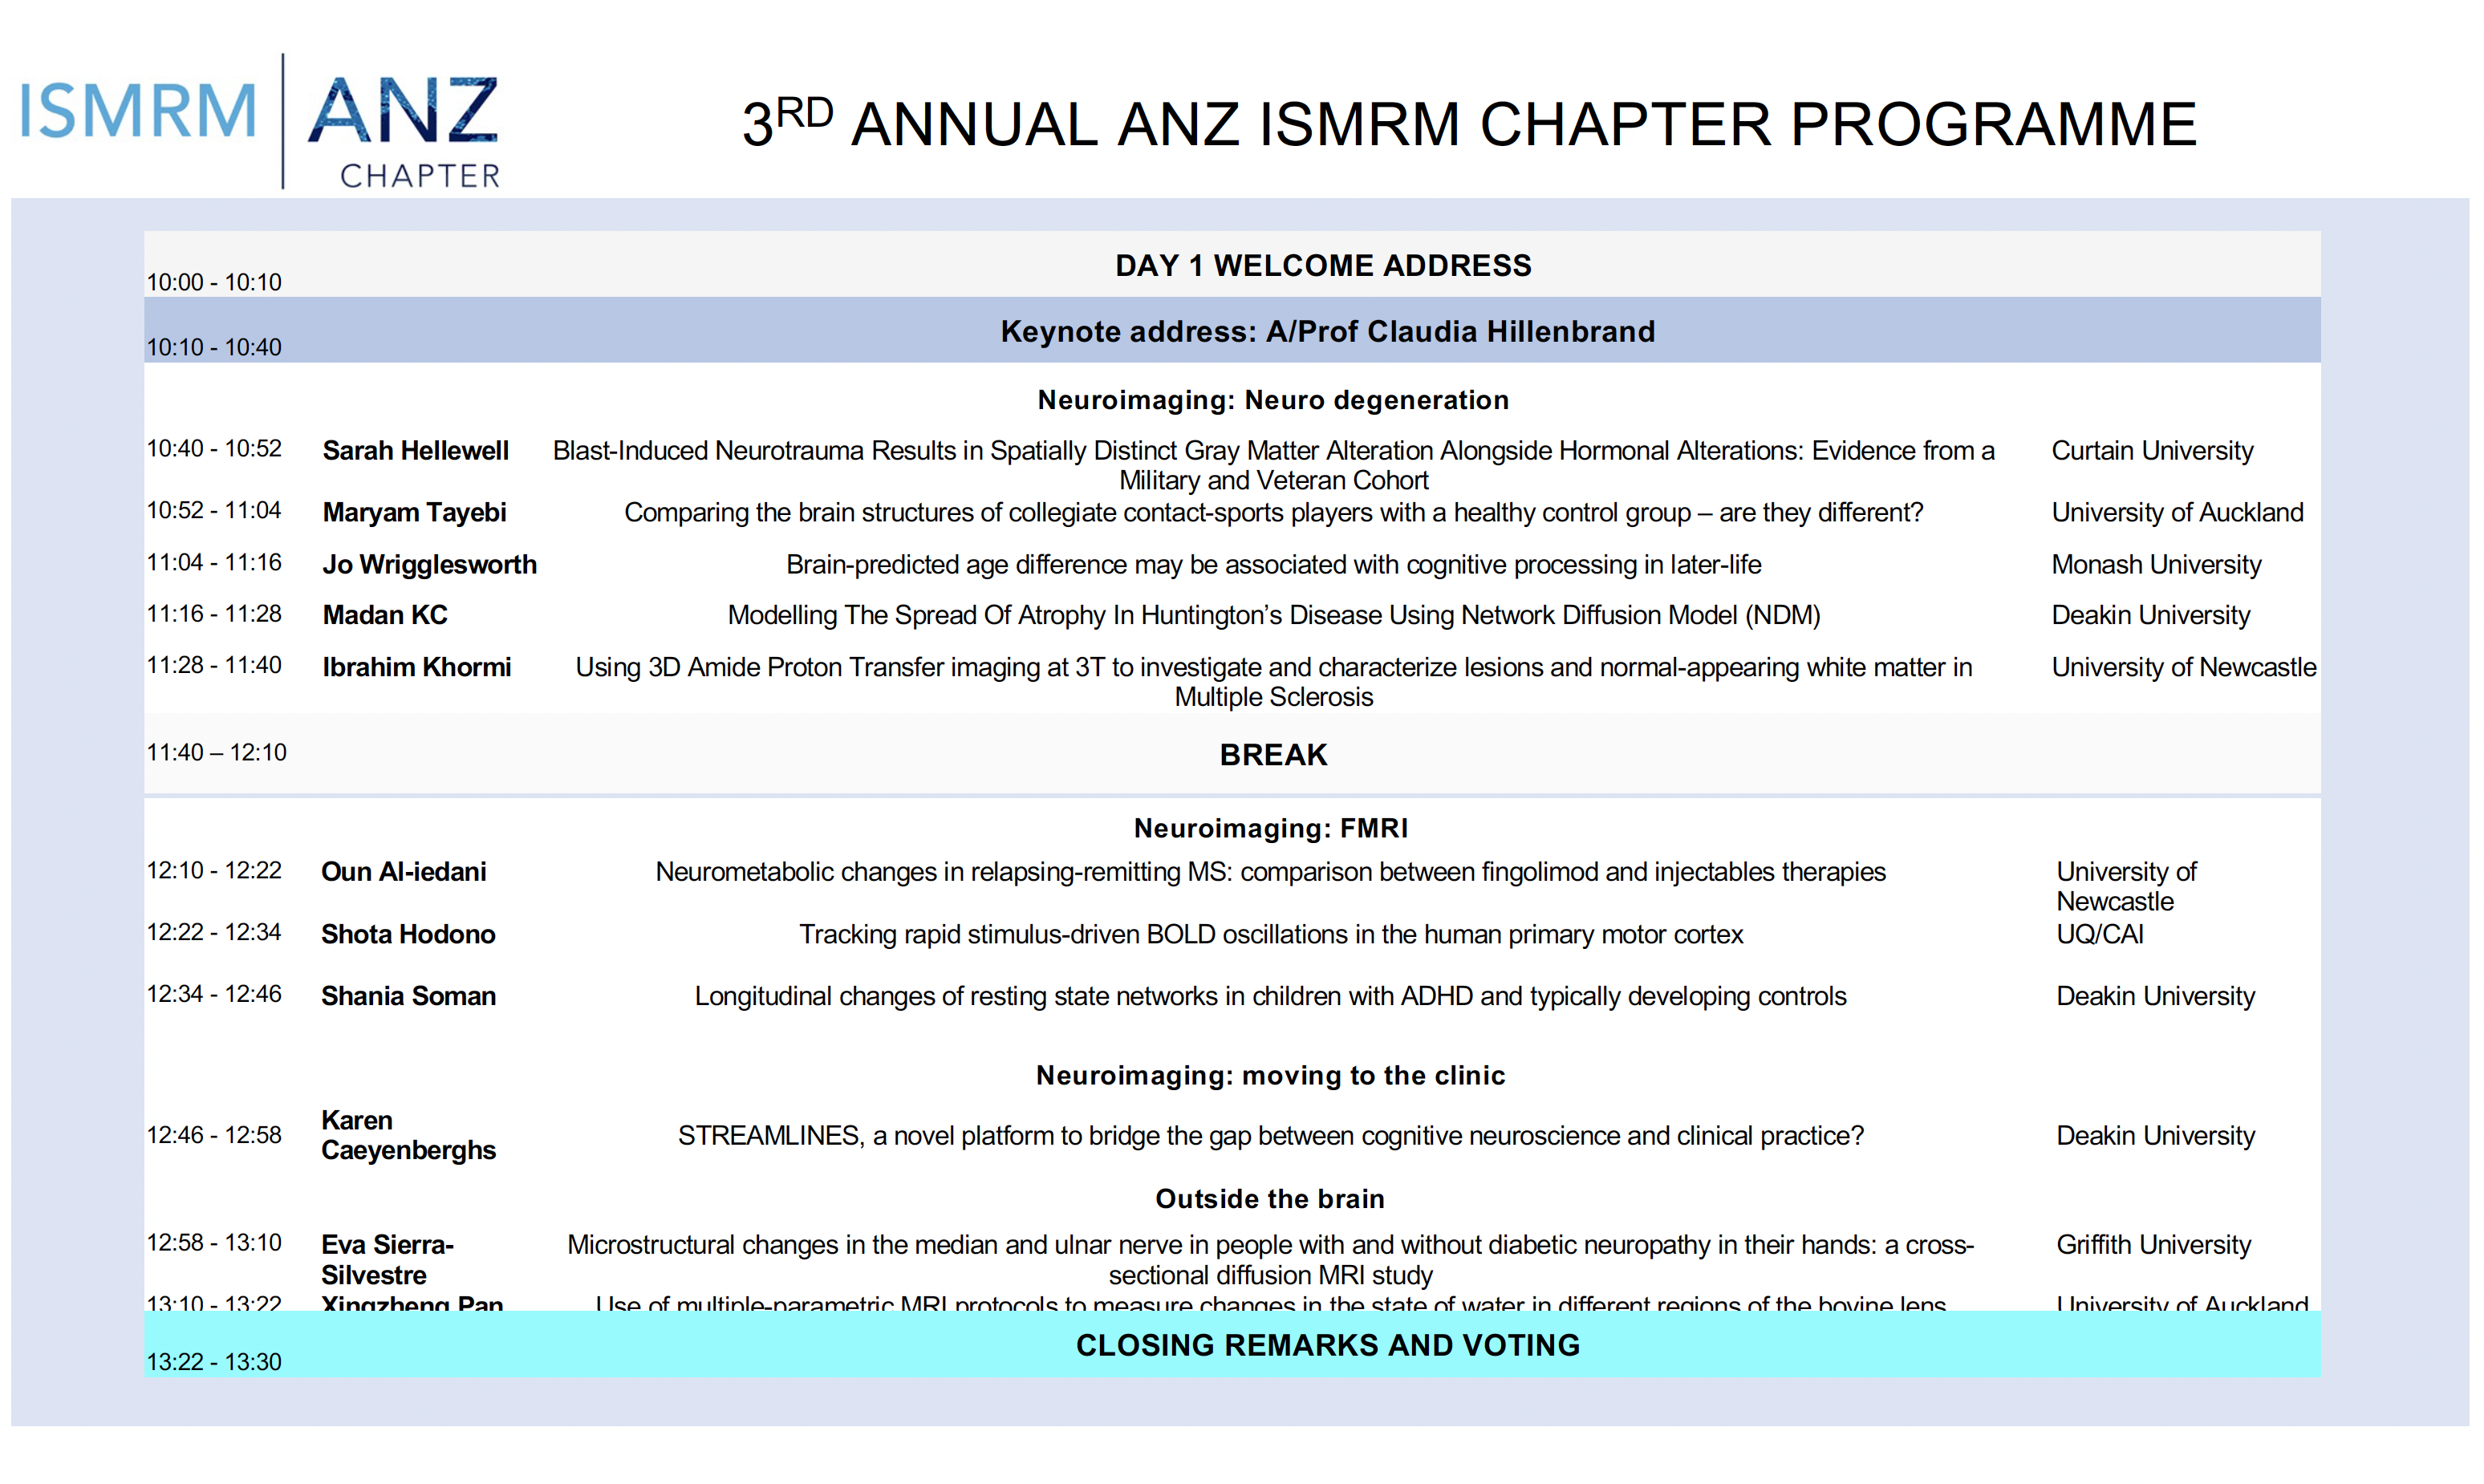 ISMRM
ANZ
CHAPTER
3RD ANNUAL ANZ ISMRM CHAPTER PROGRAMME
10:00 - 10:10 DAY 1 WELCOME ADDRESS
10:10 - 10:40 Keynote address: A/Prof Claudia Hillenbrand
Neuroimaging: Neuro degeneration
10:40 - 10:52 Sarah Hellewell Blast-Induced Neurotrauma Results in Spatially Distinct Gray Matter Alteration Alongside Hormonal Alterations: Evidence from a Curtain University
Military and Veteran Cohort
10:52 - 11:04 Maryam Tayebi Comparing the brain structures of collegiate contact-sports players with a healthy control group – are they different? University of Auckland
11:04 - 11:16 Jo Wrigglesworth Brain-predicted age difference may be associated with cognitive processing in later-life Monash University
11:16 - 11:28 Madan KC Modelling The Spread Of Atrophy In Huntington’s Disease Using Network Diffusion Model (NDM) Deakin University
11:28 - 11:40 Ibrahim Khormi Using 3D Amide Proton Transfer imaging at 3T to investigate and characterize lesions and normal-appearing white matter in University of Newcastle
Multiple Sclerosis
11:40 – 12:10 BREAK
Neuroimaging: FMRI
12:10 - 12:22 Oun Al-iedani Neurometabolic changes in relapsing-remitting MS: comparison between fingolimod and injectables therapies University of
Newcastle
12:22 - 12:34 Shota Hodono Tracking rapid stimulus-driven BOLD oscillations in the human primary motor cortex UQ/CAI
12:34 - 12:46 Shania Soman Longitudinal changes of resting state networks in children with ADHD and typically developing controls Deakin University
Neuroimaging: moving to the clinic
12:46 - 12:58 Karen
Caeyenberghs STREAMLINES, a novel platform to bridge the gap between cognitive neuroscience and clinical practice? Deakin University
Outside the brain
12:58 - 13:10 Eva Sierra- Microstructural changes in the median and ulnar nerve in people with and without diabetic neuropathy in their hands: a cross- Griffith University
Silvestre sectional diffusion MRI study
13:10 - 13:22 Xingzheng Pan Use of multiple-parametric MRI protocols to measure changes in the state of water in different regions of the bovine lens University of Auckland
13:22 - 13:30 CLOSING REMARKS AND VOTING